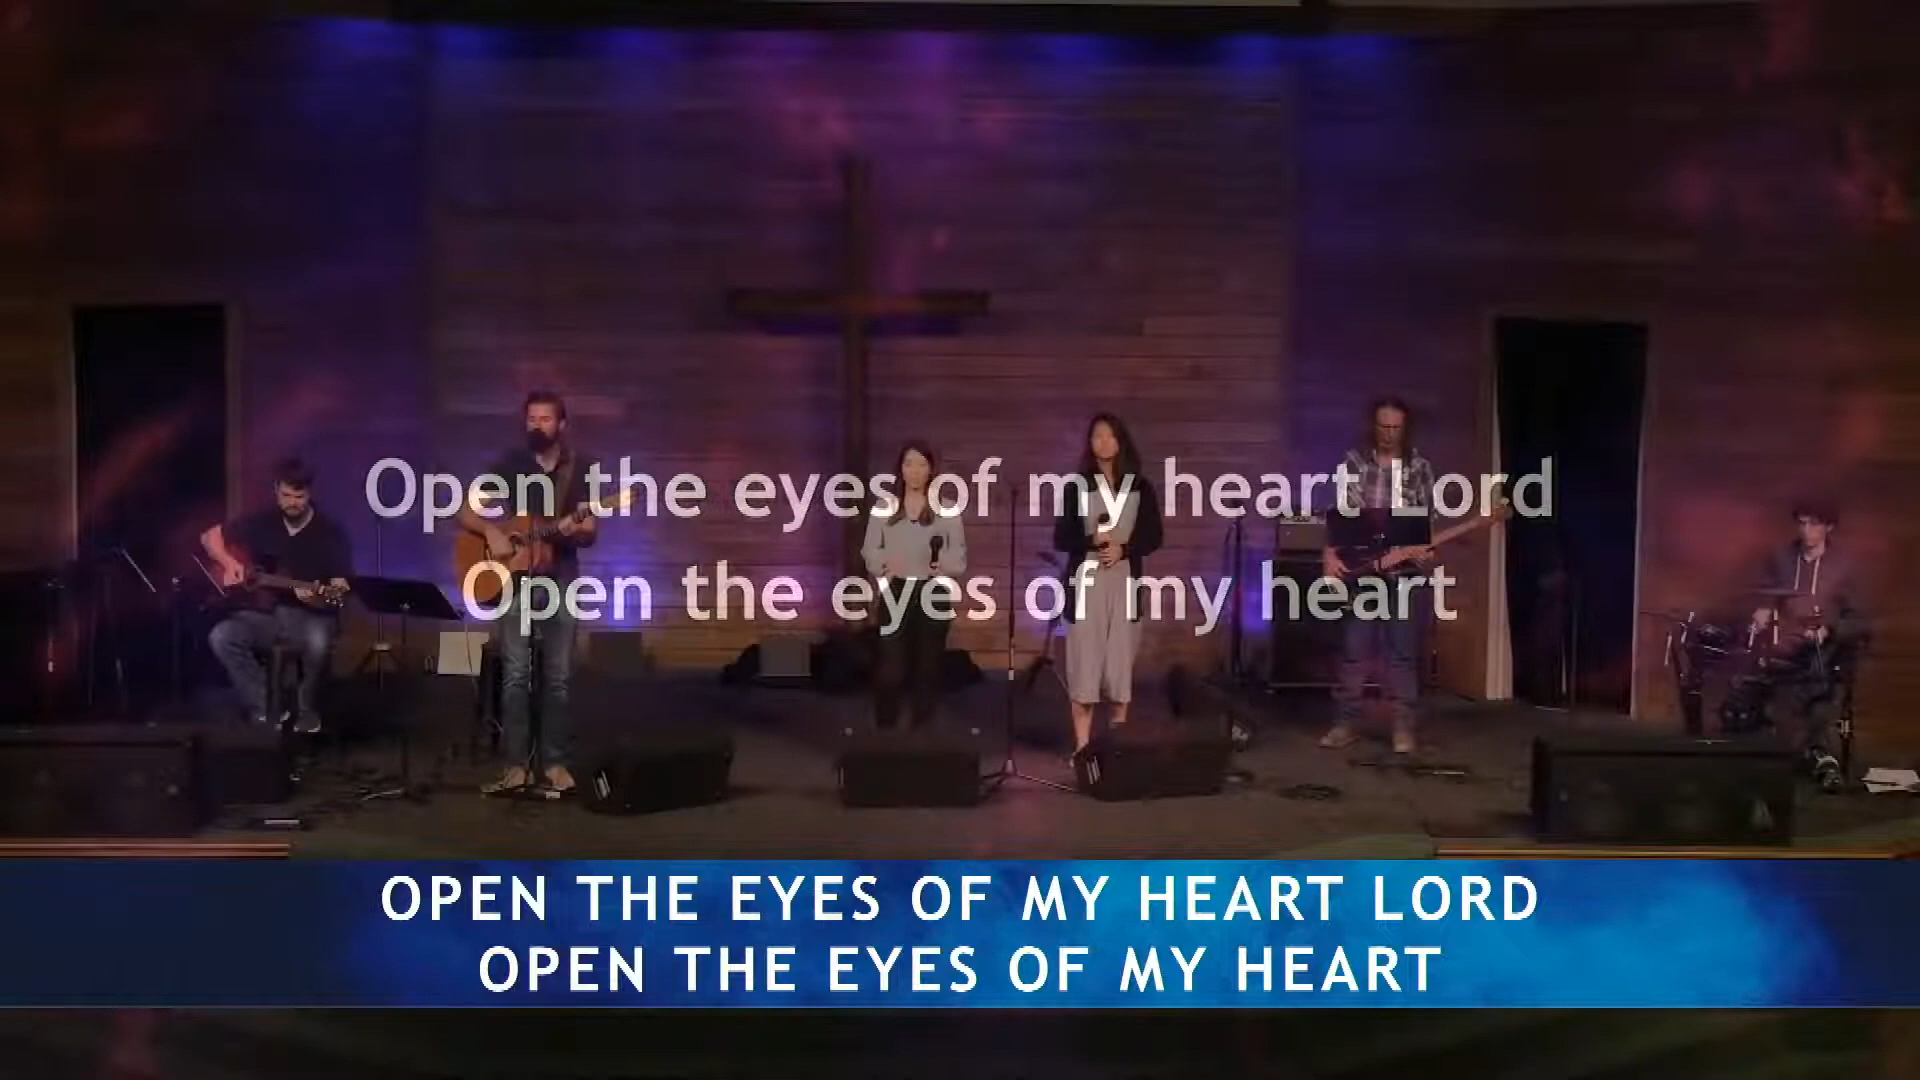 Open the eyes of my heart Lord
Open the eyes of my heart
OPEN THE EYES OF MY HEART LORD
OPEN THE EYES OF MY HEART